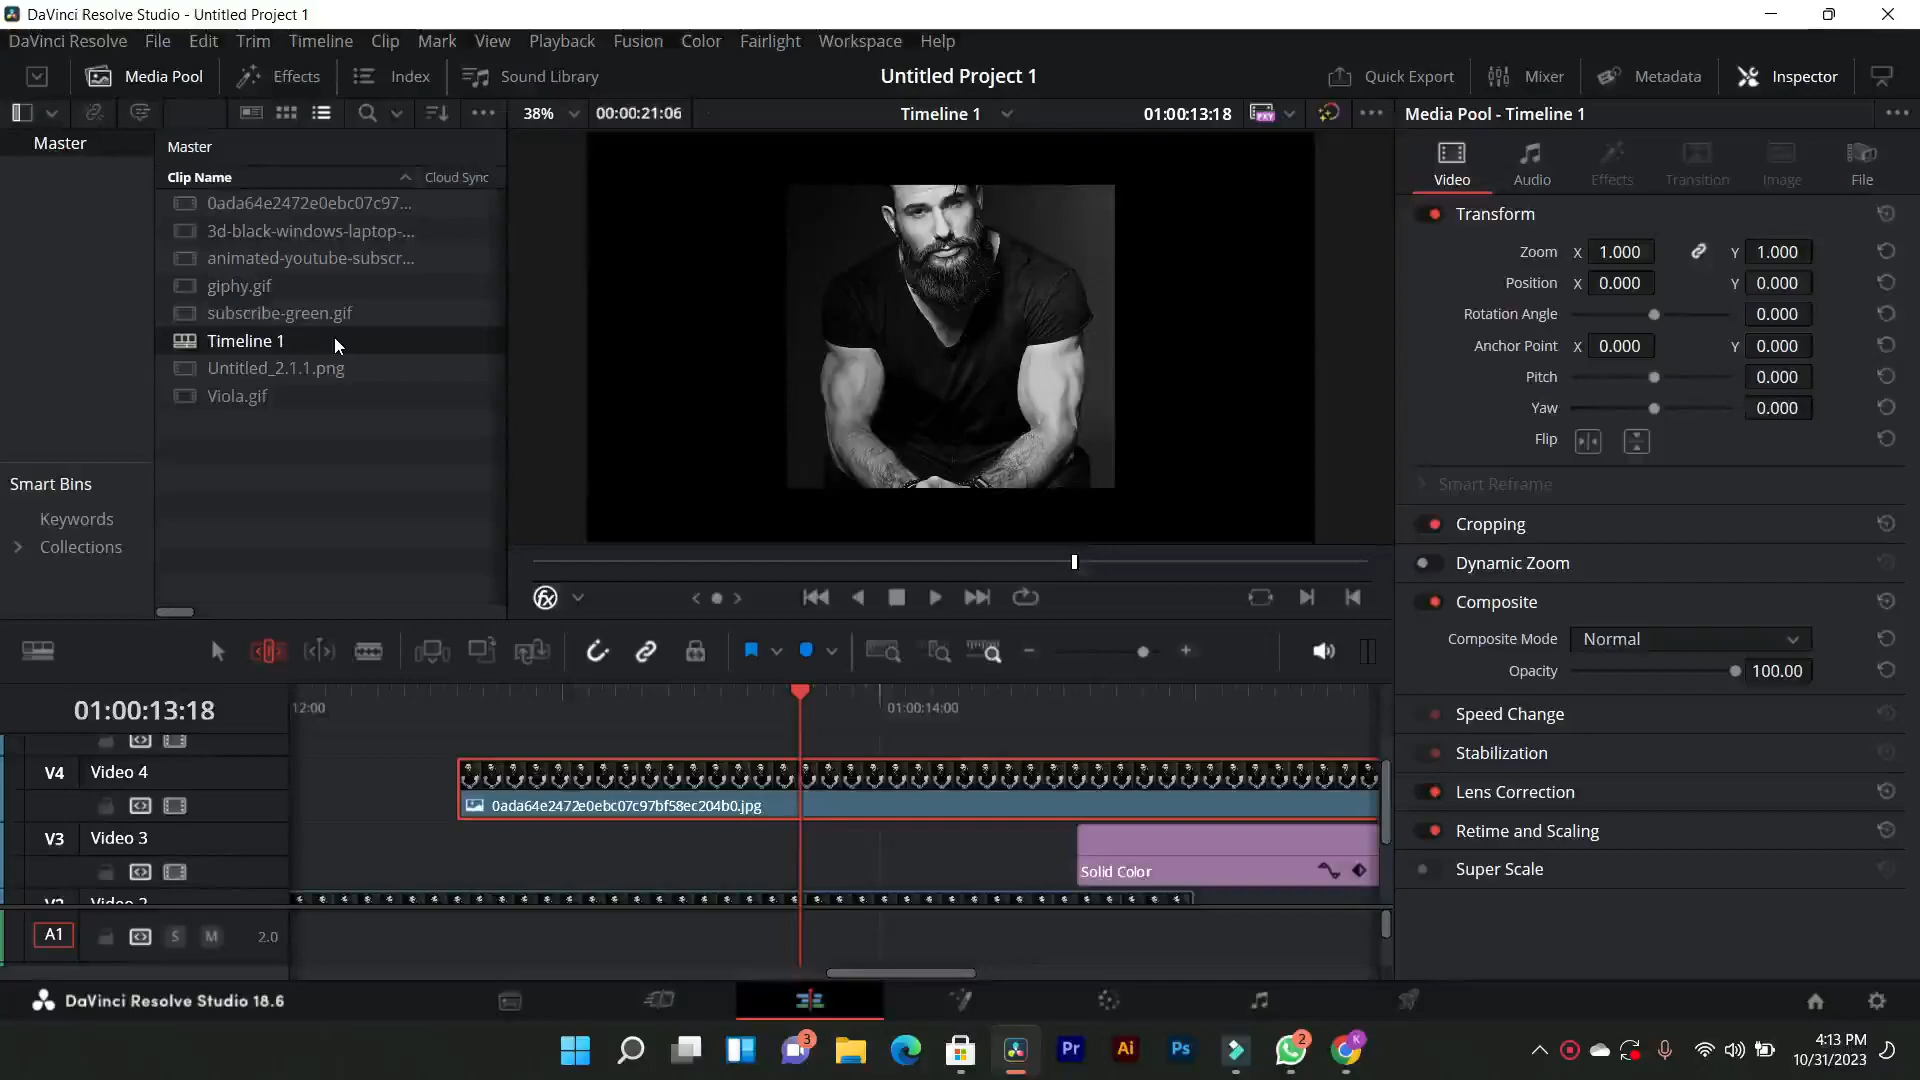 DaVinci Resolve Studio - Untitled Project 1
DaVinci Resolve File Edit Trim Timeline Clip Mark View Playback Fusion Color Fairlight Workspace Help
Media Pool Effects Index Sound Library Untitled Project 1 Quick Export Mixer Metadata Inspector
38% 00:00:21:06 Timeline 1 01:00:13:18 Media Pool - Timeline 1
Master
Master
Clip Name Cloud Sync
0ada64e2472e0ebc07c97...
3d-black-windows-laptop-...
animated-youtube-subscr...
giphy.gif
subscribe-green.gif
Timeline 1
Untitled_2.1.1.png
Viola.gif
Smart Bins
Keywords
Collections
Video Audio Effects Transition Image File
Transform
Zoom X 1.000 Y 1.000
Position X 0.000 Y 0.000
Rotation Angle 0.000
Anchor Point X 0.000 Y 0.000
Pitch 0.000
Yaw 0.000
Flip
Smart Reframe
Cropping
Dynamic Zoom
Composite
Composite Mode Normal
Opacity 100.00
Speed Change
Stabilization
Lens Correction
Retime and Scaling
Super Scale
01:00:13:18 12:00 01:00:14:00
V4 Video 4
0ada64e2472e0ebc07c97bf58ec204b0.jpg
V3 Video 3
Solid Color
V2 Video 2
A1 S M 2.0
DaVinci Resolve Studio 18.6
3 Pr Ai Ps 2 K
4:13 PM
10/31/2023